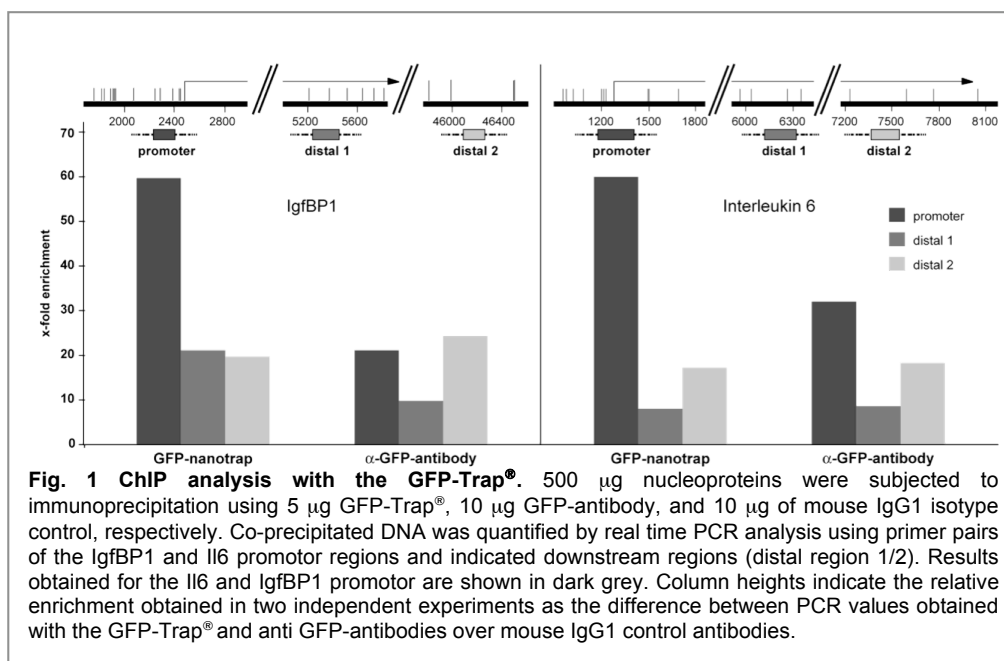 2000 2400 2800 5200 5600 46000 46400 1200 1500 1800 6000 6300 7200 7500 7800 8100
promoter distal 1 distal 2 promoter distal 1 distal 2
x-fold enrichment
70
60
50
40
30
20
10
0
IgfBP1
Interleukin 6
promoter
distal 1
distal 2
GFP-nanotrap α-GFP-antibody GFP-nanotrap α-GFP-antibody
Fig. 1 ChIP analysis with the GFP-Trap®. 500 μg nucleoproteins were subjected to
immunoprecipitation using 5 μg GFP-Trap®, 10 μg GFP-antibody, and 10 μg of mouse IgG1 isotype
control, respectively. Co-precipitated DNA was quantified by real time PCR analysis using primer pairs
of the IgfBP1 and Il6 promotor regions and indicated downstream regions (distal region 1/2). Results
obtained for the Il6 and IgfBP1 promotor are shown in dark grey. Column heights indicate the relative
enrichment obtained in two independent experiments as the difference between PCR values obtained
with the GFP-Trap® and anti GFP-antibodies over mouse IgG1 control antibodies.